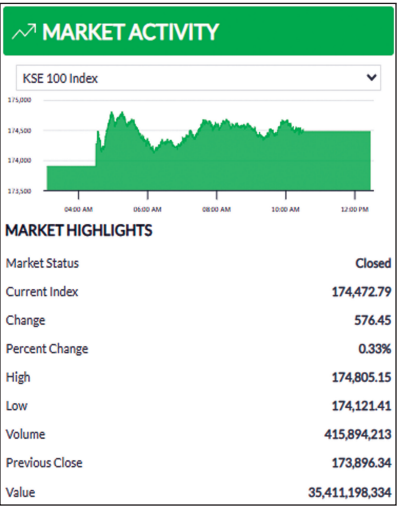 MARKET ACTIVITY
KSE 100 Index
175,000
174,500
174,000
173,500
04:00 AM 06:00 AM 08:00 AM 10:00 AM 12:00 PM
MARKET HIGHLIGHTS
Market Status Closed
Current Index 174,472.79
Change 576.45
Percent Change 0.33%
High 174,805.15
Low 174,121.41
Volume 415,894,213
Previous Close 173,896.34
Value 35,411,198,334